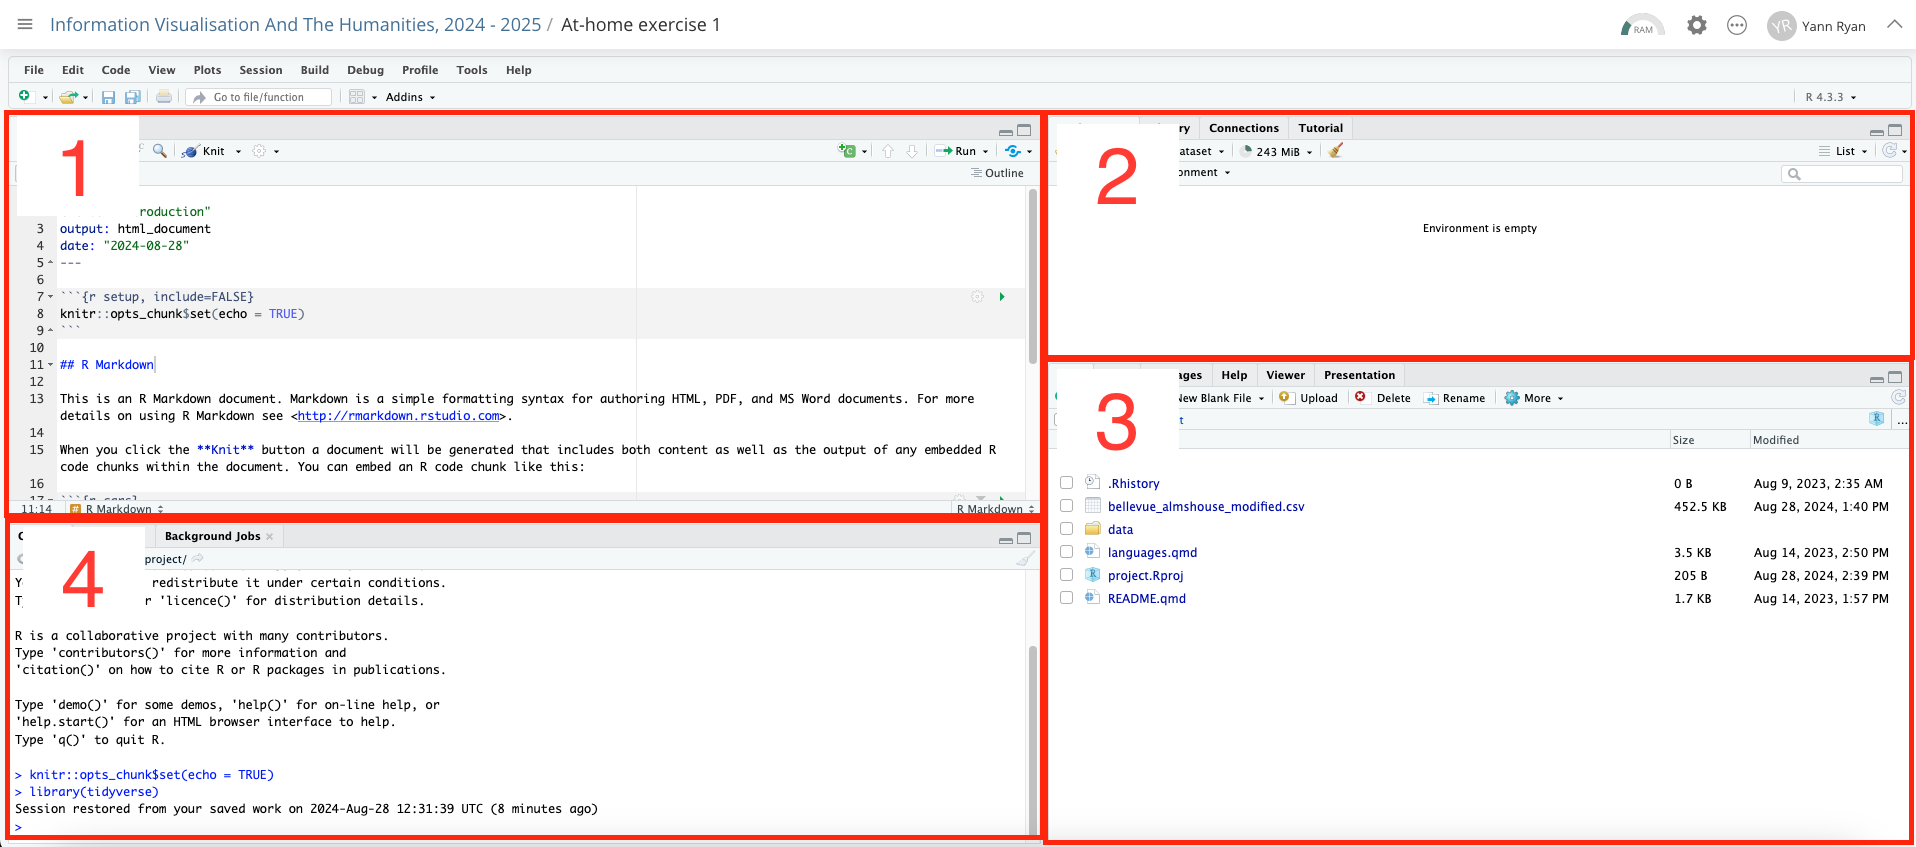 Information Visualisation And The Humanities, 2024 - 2025 / At-home exercise 1
RAM
YR Yann Ryan
File Edit Code View Plots Session Build Debug Profile Tools Help
Go to file/function Addins R 4.3.3
1
Knit Run
Outline
roduction"
3 output: html_document
4 date: "2024-08-28"
5 ---
6
7 ```{r setup, include=FALSE}
8 knitr::opts_chunk$set(echo = TRUE)
9 ```
10
11 ## R Markdown
12
13 This is an R Markdown document. Markdown is a simple formatting syntax for authoring HTML, PDF, and MS Word documents. For more
details on using R Markdown see <http://rmarkdown.rstudio.com>.
14
15 When you click the **Knit** button a document will be generated that includes both content as well as the output of any embedded R
code chunks within the document. You can embed an R code chunk like this:
16
17 ```{r cars}
11:14 # R Markdown R Markdown
2
ry Connections Tutorial
ataset 243 MiB List
onment
Environment is empty
3
ages Help Viewer Presentation
New Blank File Upload Delete Rename More
t ...
Size Modified
.Rhistory 0 B Aug 9, 2023, 2:35 AM
bellevue_almshouse_modified.csv 452.5 KB Aug 28, 2024, 1:40 PM
data
languages.qmd 3.5 KB Aug 14, 2023, 2:50 PM
project.Rproj 205 B Aug 28, 2024, 2:39 PM
README.qmd 1.7 KB Aug 14, 2023, 1:57 PM
4
Background Jobs
project/
redistribute it under certain conditions.
'licence()' for distribution details.
R is a collaborative project with many contributors.
Type 'contributors()' for more information and
'citation()' on how to cite R or R packages in publications.
Type 'demo()' for some demos, 'help()' for on-line help, or
'help.start()' for an HTML browser interface to help.
Type 'q()' to quit R.
> knitr::opts_chunk$set(echo = TRUE)
> library(tidyverse)
Session restored from your saved work on 2024-Aug-28 12:31:39 UTC (8 minutes ago)
>